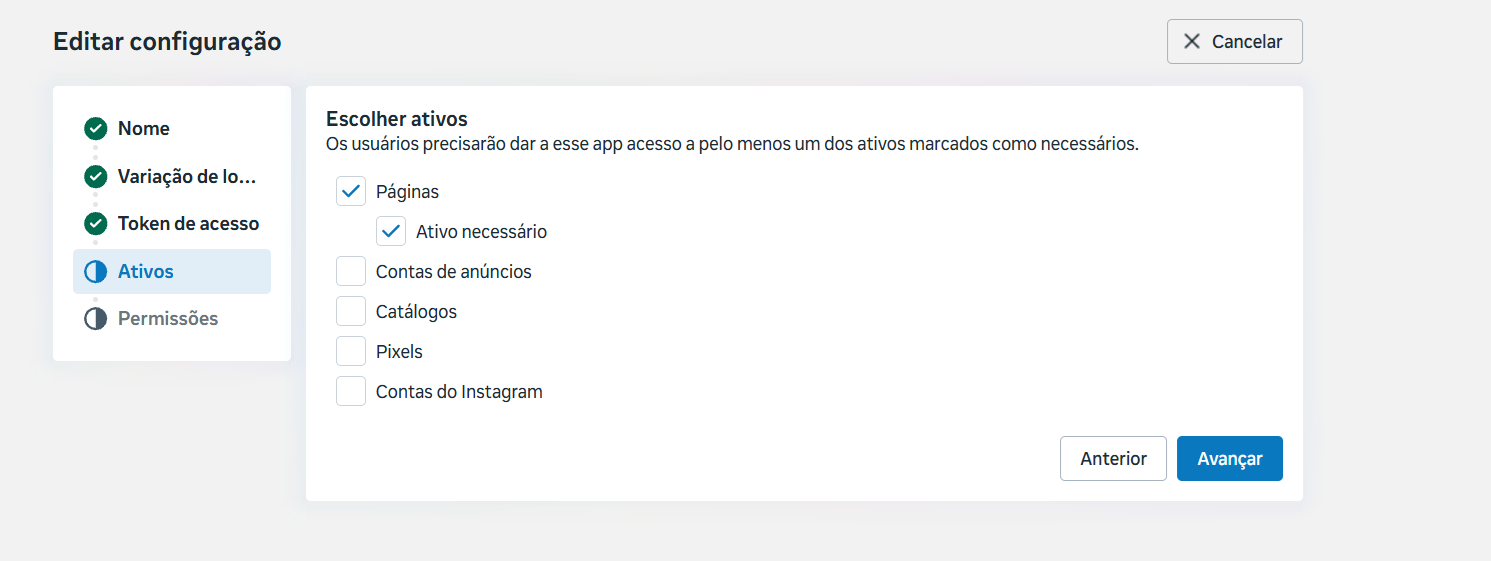 Editar configuração
Cancelar
Nome
Variação de lo...
Token de acesso
Ativos
Permissões
Escolher ativos
Os usuários precisarão dar a esse app acesso a pelo menos um dos ativos marcados como necessários.
Páginas
Ativo necessário
Contas de anúncios
Catálogos
Pixels
Contas do Instagram
Anterior
Avançar